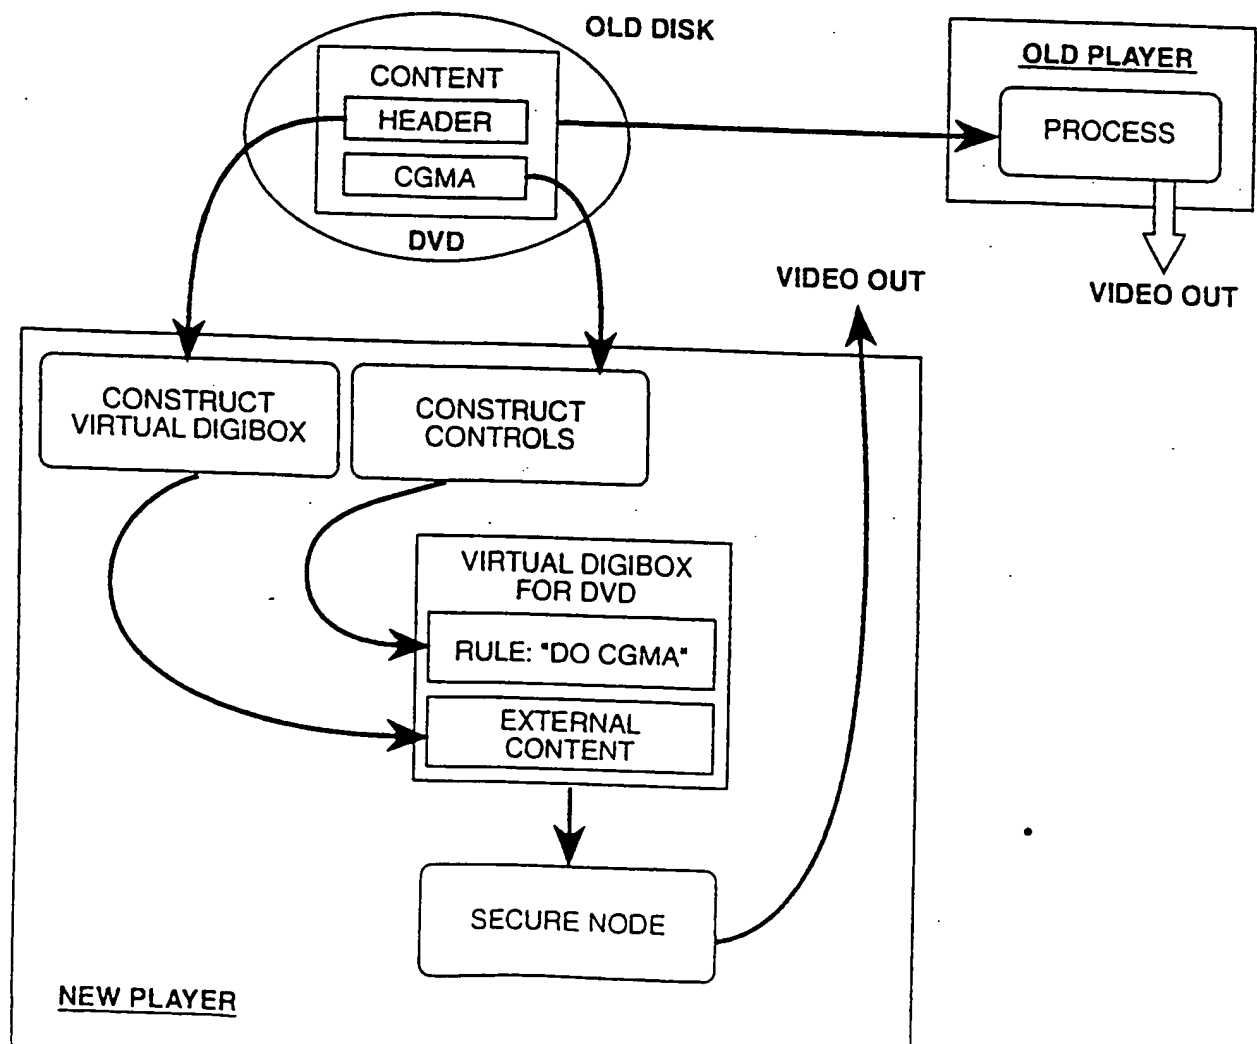 OLD DISK
CONTENT
HEADER
CGMA
DVD
OLD PLAYER
PROCESS
VIDEO OUT
VIDEO OUT
CONSTRUCT
VIRTUAL DIGIBOX
CONSTRUCT
CONTROLS
VIRTUAL DIGIBOX
FOR DVD
RULE: "DO CGMA"
EXTERNAL
CONTENT
SECURE NODE
NEW PLAYER